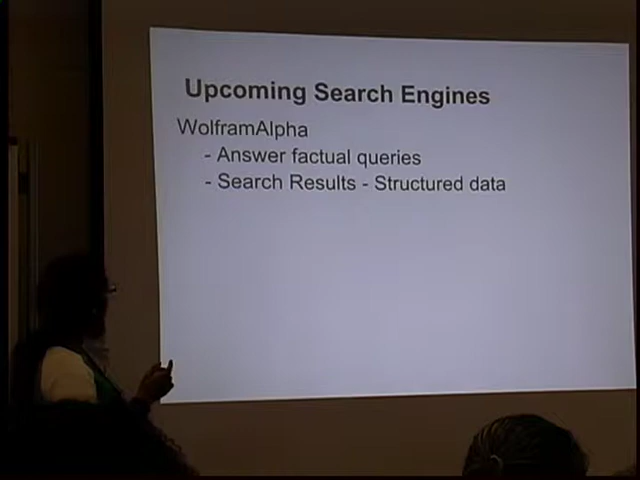 Upcoming Search Engines
WolframAlpha
- Answer factual queries
- Search Results - Structured data